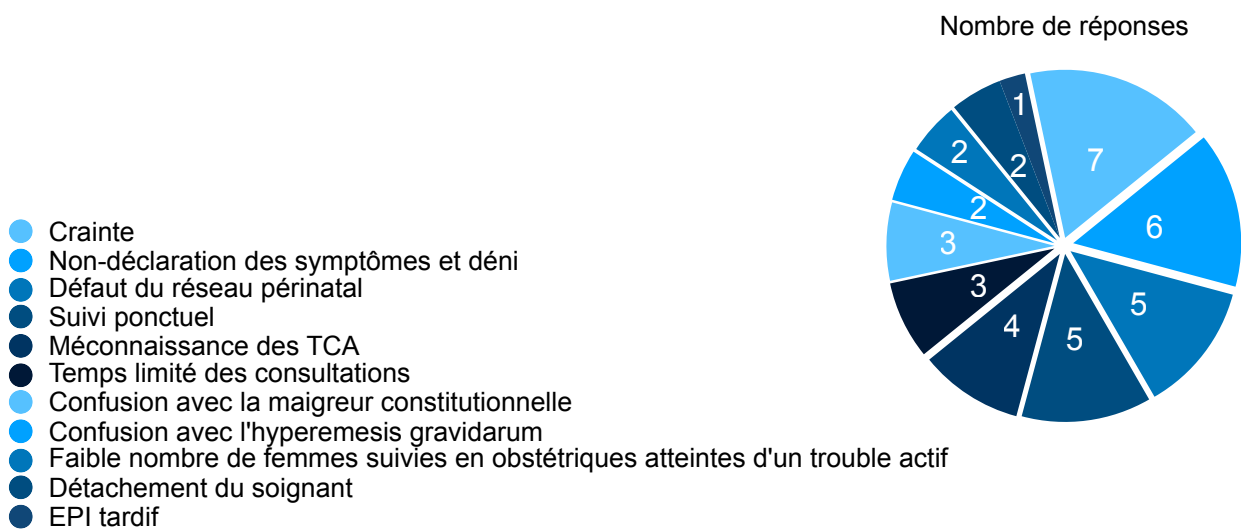 Nombre de réponses
1
7
2
2
6
2
3
3
5
4
5
Crainte
Non-déclaration des symptômes et déni
Défaut du réseau périnatal
Suivi ponctuel
Méconnaissance des TCA
Temps limité des consultations
Confusion avec la maigreur constitutionnelle
Confusion avec l'hyperemesis gravidarum
Faible nombre de femmes suivies en obstétriques atteintes d'un trouble actif
Détachement du soignant
EPI tardif